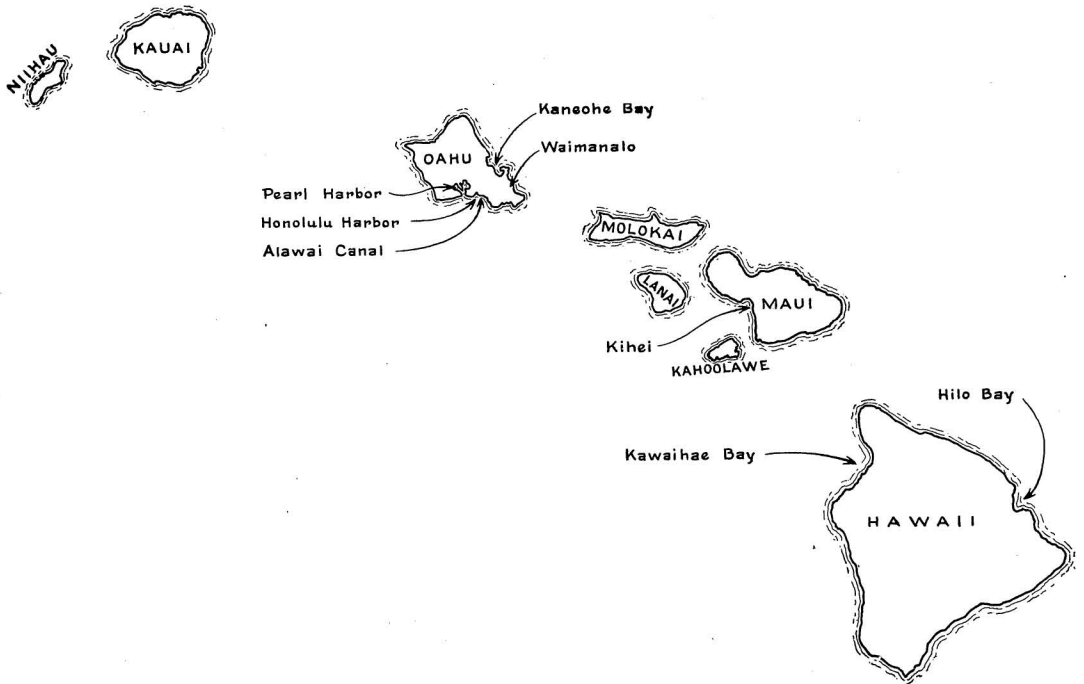 NIIHAU
KAUAI
Kaneohe Bay
OAHU
Waimanalo
Pearl Harbor
Honolulu Harbor
Alawai Canal
MOLOKAI
LANAI
MAUI
Kihei
KAHOOLAWE
Hilo Bay
Kawaihae Bay
HAWAII